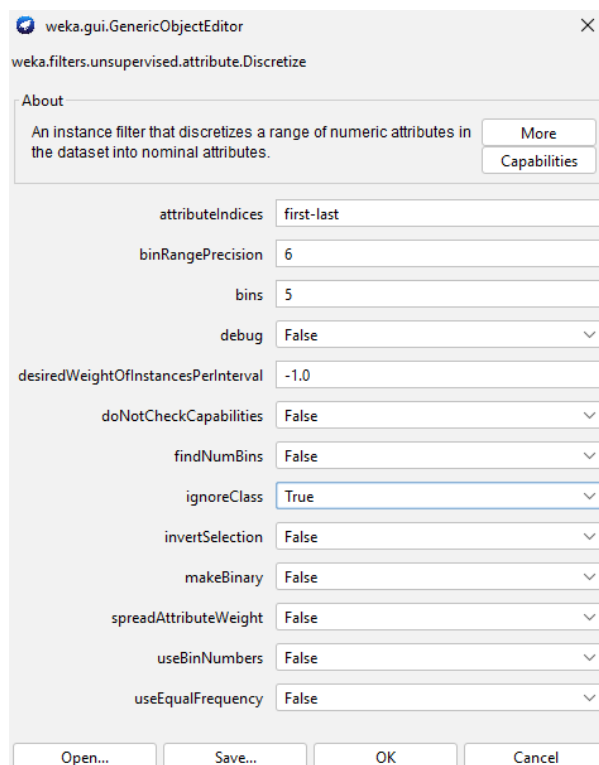 weka.gui.GenericObjectEditor
weka.filters.unsupervised.attribute.Discretize
About
An instance filter that discretizes a range of numeric attributes in
the dataset into nominal attributes.
More
Capabilities
attributeIndices first-last
binRangePrecision 6
bins 5
debug False
desiredWeightOfInstancesPerInterval -1.0
doNotCheckCapabilities False
findNumBins False
ignoreClass True
invertSelection False
makeBinary False
spreadAttributeWeight False
useBinNumbers False
useEqualFrequency False
Open... Save... OK Cancel